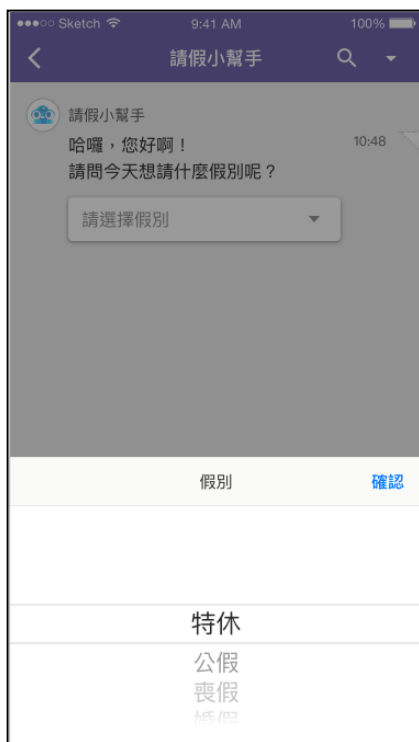 Sketch 9:41 AM 100%
請假小幫手
請假小幫手
哈囉，您好啊！ 10:48
請問今天想請什麼假別呢？
請選擇假別
假別 確認
特休
公假
喪假
婚假